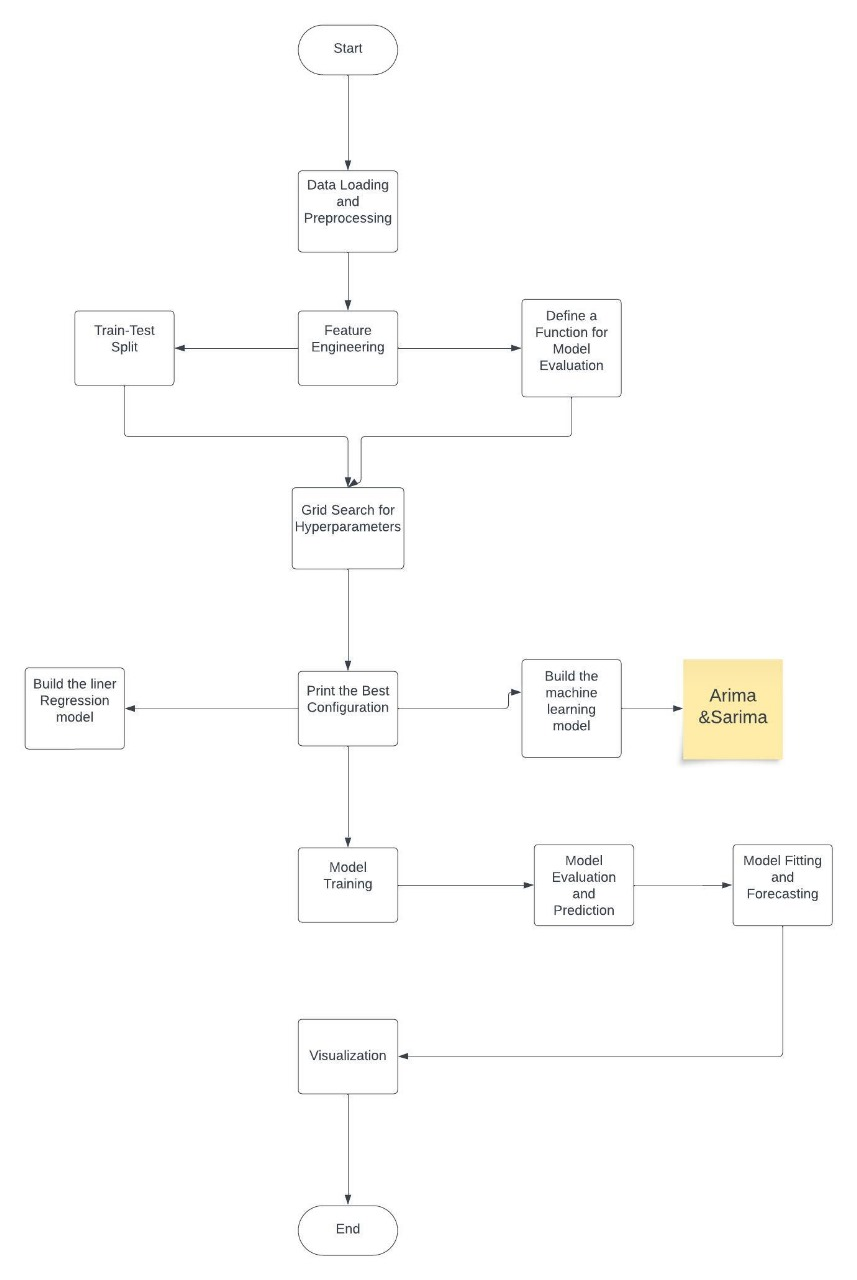 Start
Data Loading
and
Preprocessing
Train-Test
Split
Feature
Engineering
Define a
Function for
Model
Evaluation
Grid Search for
Hyperparameters
Build the liner
Regression
model
Print the Best
Configuration
Build the
machine
learning
model
Arima
&Sarima
Model
Training
Model
Evaluation
and
Prediction
Model Fitting
and
Forecasting
Visualization
End